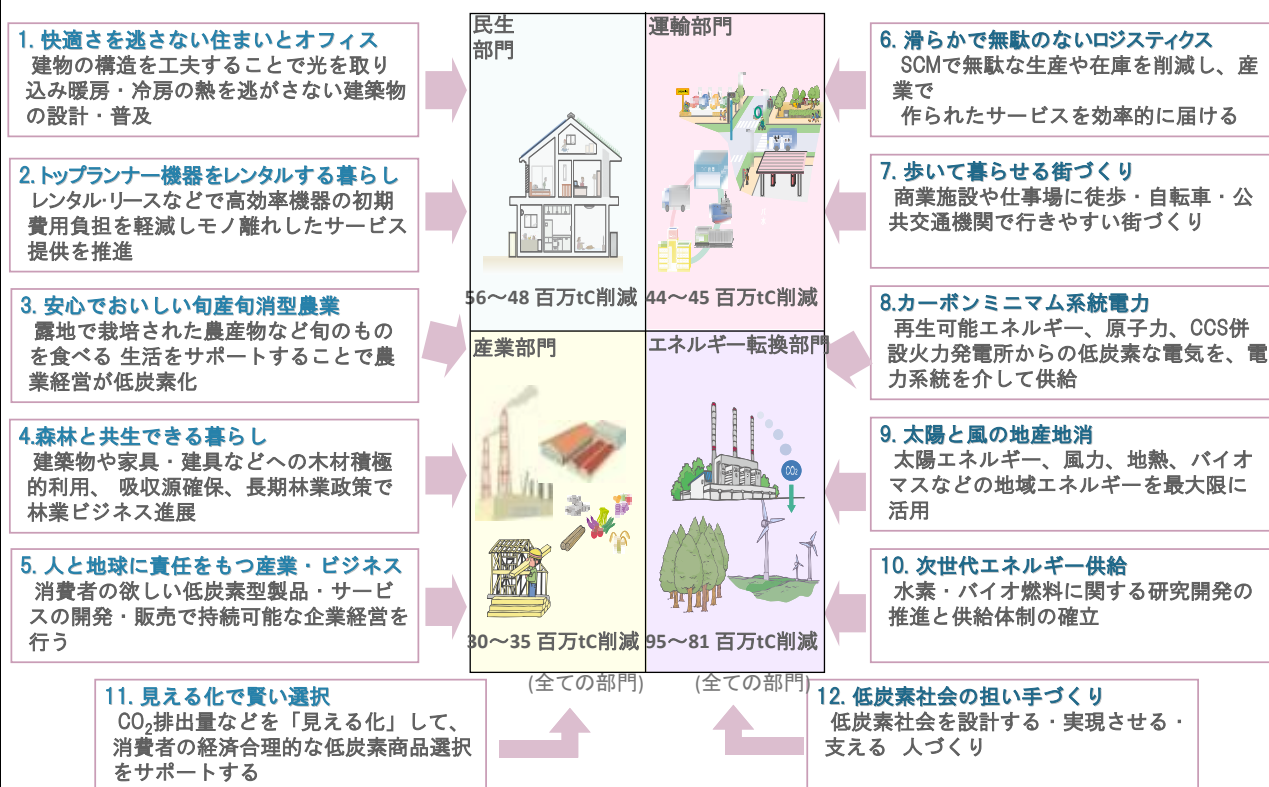 1. 快適さを逃さない住まいとオフィス
建物の構造を工夫することで光を取り
込み暖房・冷房の熱を逃がさない建築物
の設計・普及
2.トップランナー機器をレンタルする暮らし
レンタル・リースなどで高効率機器の初期
費用負担を軽減しモノ離れしたサービス
提供を推進
3. 安心でおいしい旬産旬消型農業
露地で栽培された農産物など旬のもの
を食べる 生活をサポートすることで農
業経営が低炭素化
4.森林と共生できる暮らし
建築物や家具・建具などへの木材積極
的利用、 吸収源確保、長期林業政策で
林業ビジネス進展
5. 人と地球に責任をもつ産業・ビジネス
消費者の欲しい低炭素型製品・サービ
スの開発・販売で持続可能な企業経営を
行う
民生
部門
56～48 百万tC削減
運輸部門
44～45 百万tC削減
産業部門
30～35 百万tC削減
エネルギー転換部門
CO2
95～81 百万tC削減
(全ての部門)
(全ての部門)
6. 滑らかで無駄のないロジスティクス
SCMで無駄な生産や在庫を削減し、産
業で
作られたサービスを効率的に届ける
7. 歩いて暮らせる街づくり
商業施設や仕事場に徒歩・自転車・公
共交通機関で行きやすい街づくり
8.カーボンミニマム系統電力
再生可能エネルギー、原子力、CCS併
設火力発電所からの低炭素な電気を、電
力系統を介して供給
9. 太陽と風の地産地消
太陽エネルギー、風力、地熱、バイオ
マスなどの地域エネルギーを最大限に
活用
10. 次世代エネルギー供給
水素・バイオ燃料に関する研究開発の
推進と供給体制の確立
11. 見える化で賢い選択
CO₂排出量などを「見える化」して、
消費者の経済合理的な低炭素商品選択
をサポートする
12. 低炭素社会の担い手づくり
低炭素社会を設計する・実現させる・
支える 人づくり